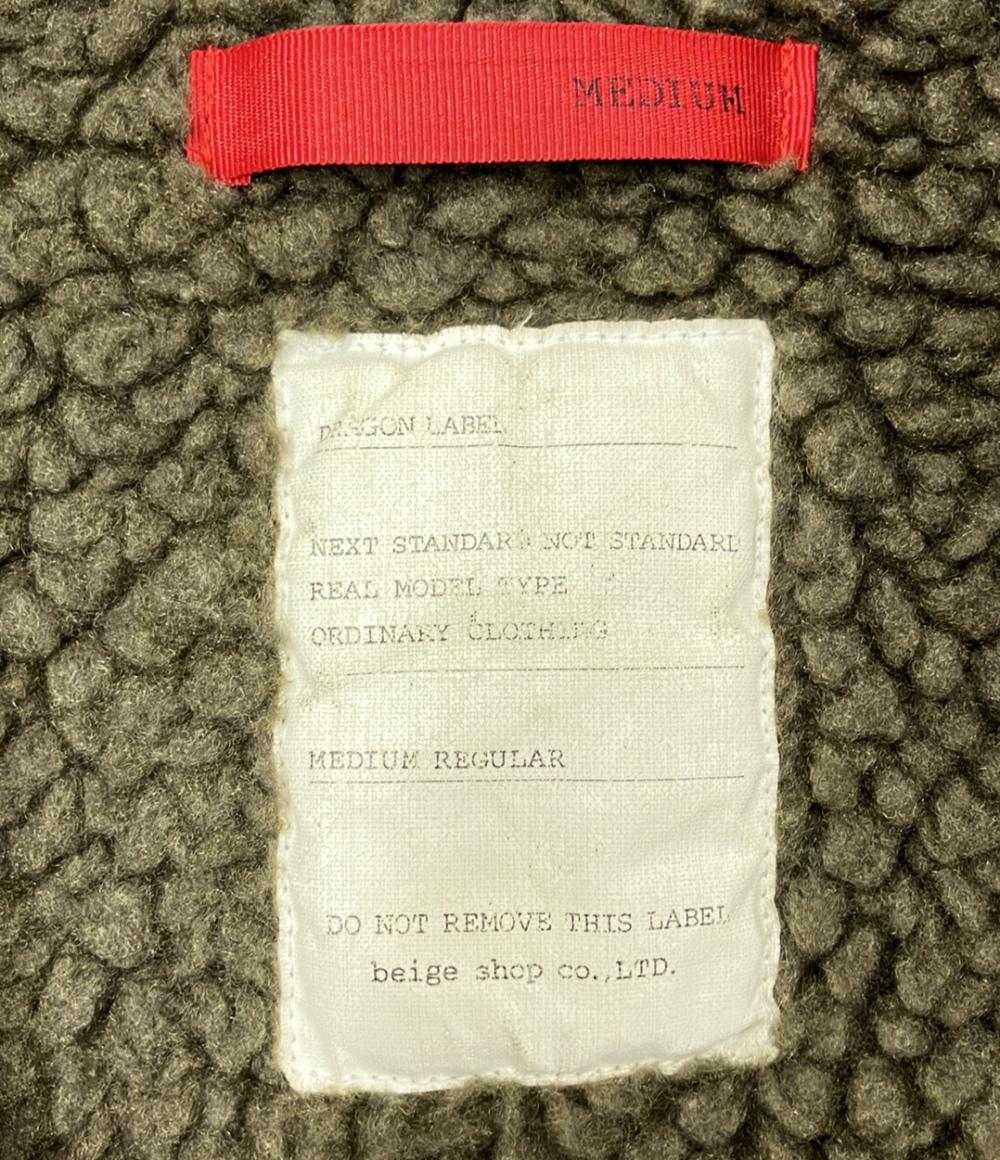 MEDIUM
DRAGON LABEL
NEXT STANDARD NOT STANDARD
REAL MODEL TYPE
ORDINARY CLOTHING
MEDIUM REGULAR
DO NOT REMOVE THIS LABEL
beige shop co.,LTD.